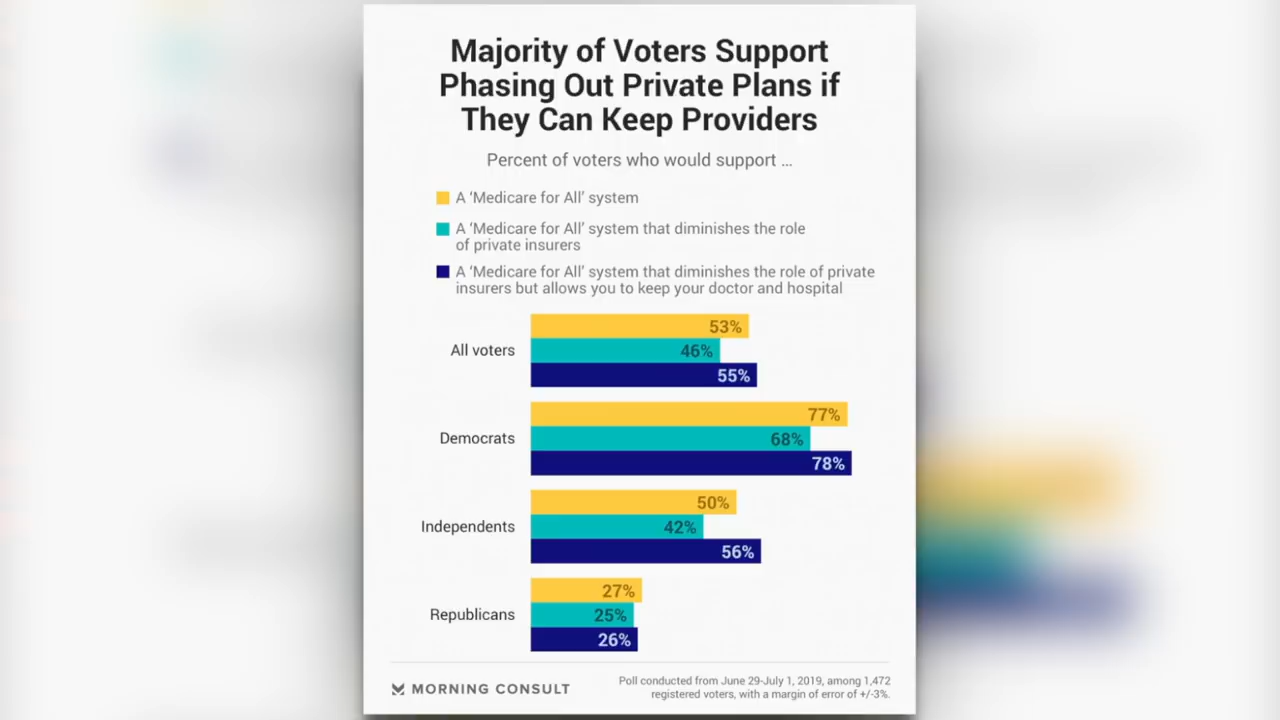 Majority of Voters Support
Phasing Out Private Plans if
They Can Keep Providers
Percent of voters who would support ...
A ‘Medicare for All’ system
A ‘Medicare for All’ system that diminishes the role
of private insurers
A ‘Medicare for All’ system that diminishes the role of private
insurers but allows you to keep your doctor and hospital
All voters
53%
46%
55%
Democrats
77%
68%
78%
Independents
50%
42%
56%
Republicans
27%
25%
26%
MORNING CONSULT
Poll conducted from June 29-July 1, 2019, among 1,472
registered voters, with a margin of error of +/-3%.